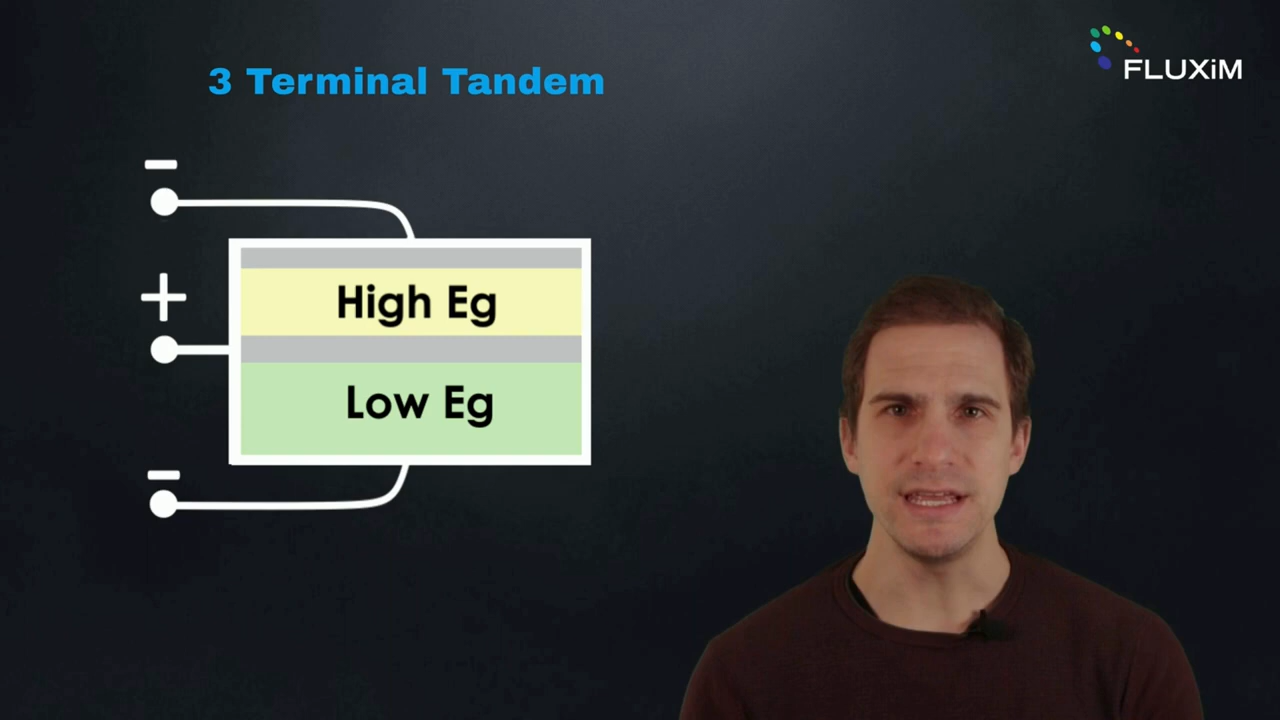 3 Terminal Tandem
FLUXiM
−
+
High Eg
Low Eg
−